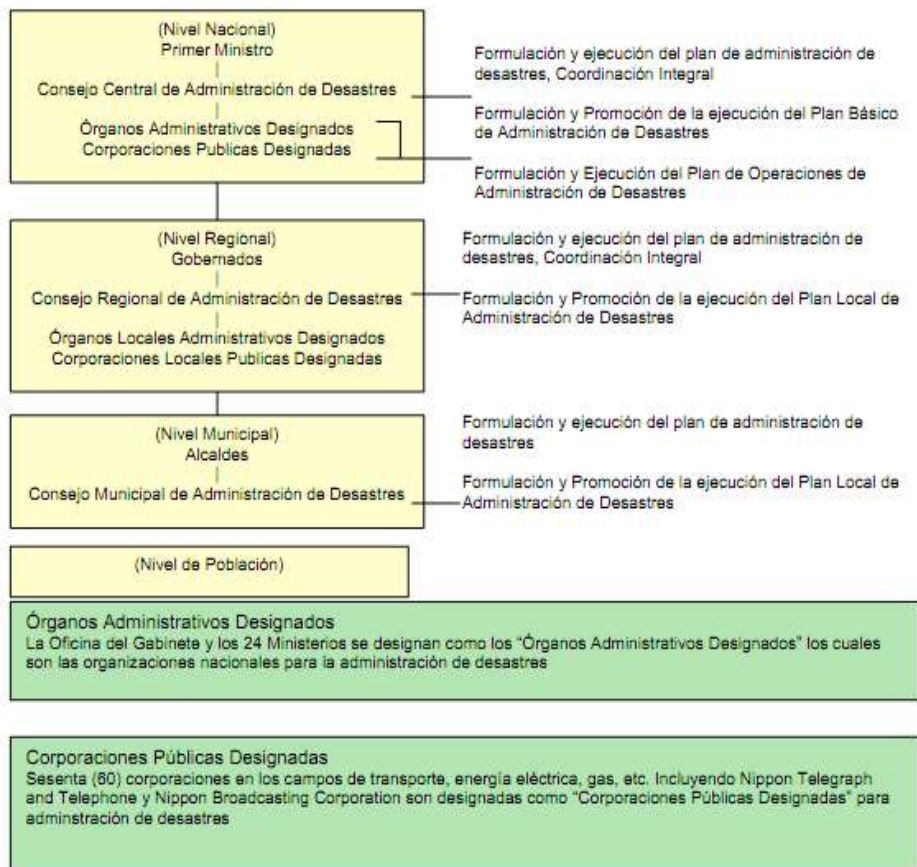 (Nivel Nacional)
Primer Ministro
Consejo Central de Administración de Desastres
Órganos Administrativos Designados
Corporaciones Publicas Designadas
Formulación y ejecución del plan de administración de
desastres, Coordinación Integral
Formulación y Promoción de la ejecución del Plan Básico
de Administración de Desastres
Formulación y Ejecución del Plan de Operaciones de
Administración de Desastres
(Nivel Regional)
Gobernados
Consejo Regional de Administración de Desastres
Órganos Locales Administrativos Designados
Corporaciones Locales Publicas Designadas
Formulación y ejecución del plan de administración de
desastres, Coordinación Integral
Formulación y Promoción de la ejecución del Plan Local de
Administración de Desastres
(Nivel Municipal)
Alcaldes
Consejo Municipal de Administración de Desastres
Formulación y ejecución del plan de administración de
desastres
Formulación y Promoción de la ejecución del Plan Local de
Administración de Desastres
(Nivel de Población)
Órganos Administrativos Designados
La Oficina del Gabinete y los 24 Ministerios se designan como los “Órganos Administrativos Designados” los cuales
son las organizaciones nacionales para la administración de desastres
Corporaciones Públicas Designadas
Sesenta (60) corporaciones en los campos de transporte, energía eléctrica, gas, etc. Incluyendo Nippon Telegraph
and Telephone y Nippon Broadcasting Corporation son designadas como “Corporaciones Públicas Designadas” para
adminstración de desastres